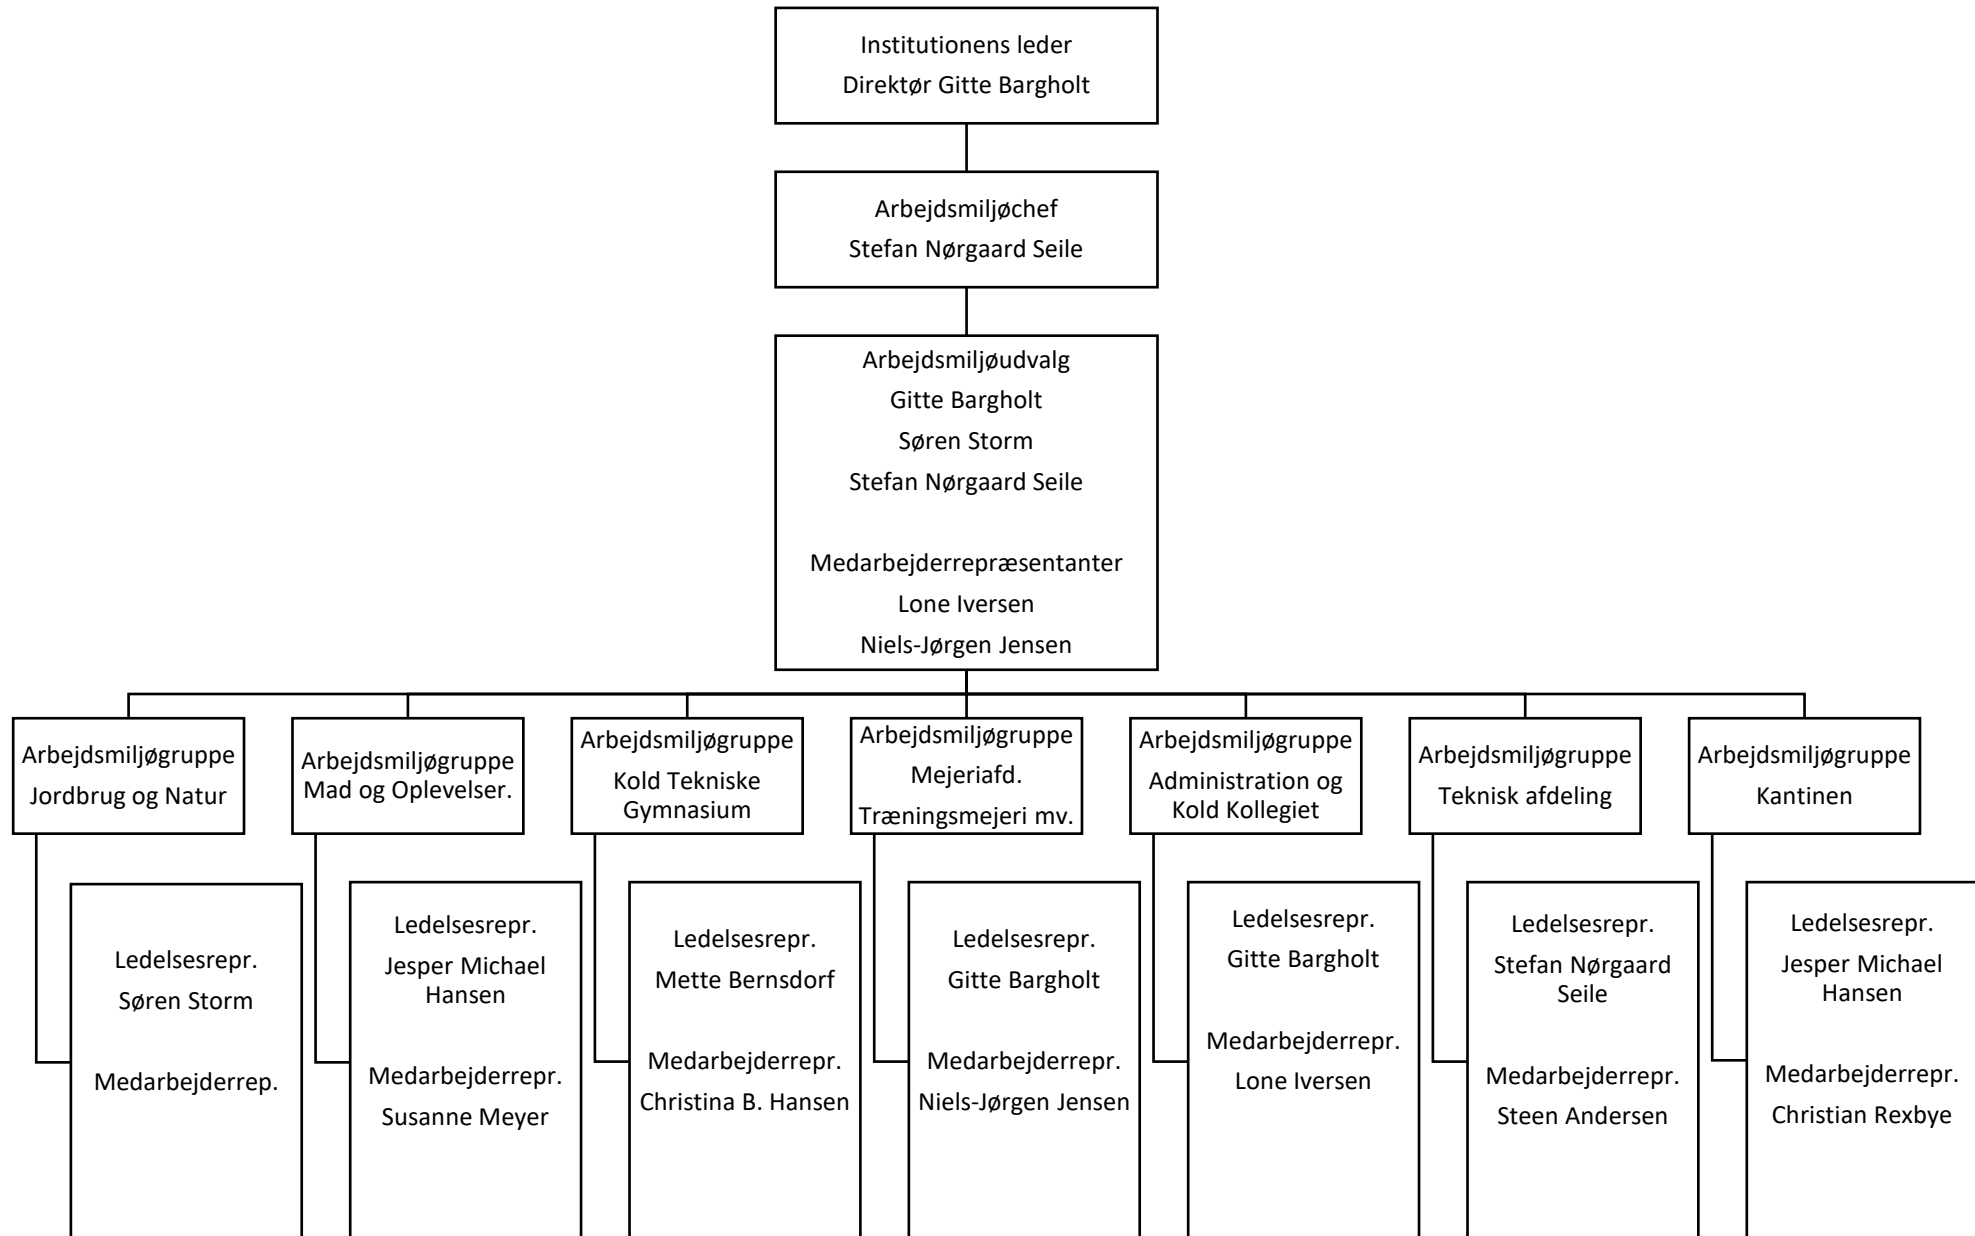 Institutionens leder
Direktør Gitte Bargholt
Arbejdsmiljøchef
Stefan Nørgaard Seile
Arbejdsmiljøudvalg
Gitte Bargholt
Søren Storm
Stefan Nørgaard Seile
Medarbejderrepræsentanter
Lone Iversen
Niels-Jørgen Jensen
Arbejdsmiljøgruppe
Jordbrug og Natur
Arbejdsmiljøgruppe
Mad og Oplevelser.
Arbejdsmiljøgruppe
Kold Tekniske
Gymnasium
Arbejdsmiljøgruppe
Mejeriafd.
Træningsmejeri mv.
Arbejdsmiljøgruppe
Administration og
Kold Kollegiet
Arbejdsmiljøgruppe
Teknisk afdeling
Arbejdsmiljøgruppe
Kantinen
Ledelsesrepr.
Søren Storm
Medarbejderrep.
Ledelsesrepr.
Jesper Michael
Hansen
Medarbejderrepr.
Susanne Meyer
Ledelsesrepr.
Mette Bernsdorf
Medarbejderrepr.
Christina B. Hansen
Ledelsesrepr.
Gitte Bargholt
Medarbejderrepr.
Niels-Jørgen Jensen
Ledelsesrepr.
Gitte Bargholt
Medarbejderrepr.
Lone Iversen
Ledelsesrepr.
Stefan Nørgaard
Seile
Medarbejderrepr.
Steen Andersen
Ledelsesrepr.
Jesper Michael
Hansen
Medarbejderrepr.
Christian Rexbye